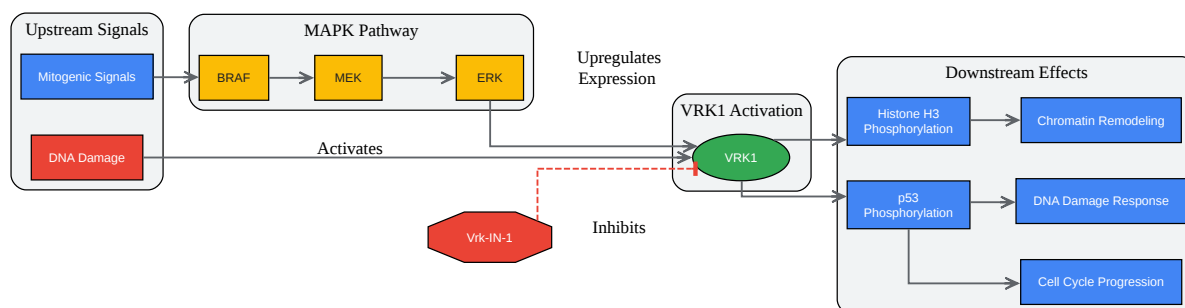 Upstream Signals
Mitogenic Signals
DNA Damage
MAPK Pathway
BRAF
MEK
ERK
Activates
Upregulates
Expression
VRK1 Activation
VRK1
Vrk-IN-1
Inhibits
Downstream Effects
Histone H3
Phosphorylation
Chromatin Remodeling
p53
Phosphorylation
DNA Damage Response
Cell Cycle Progression